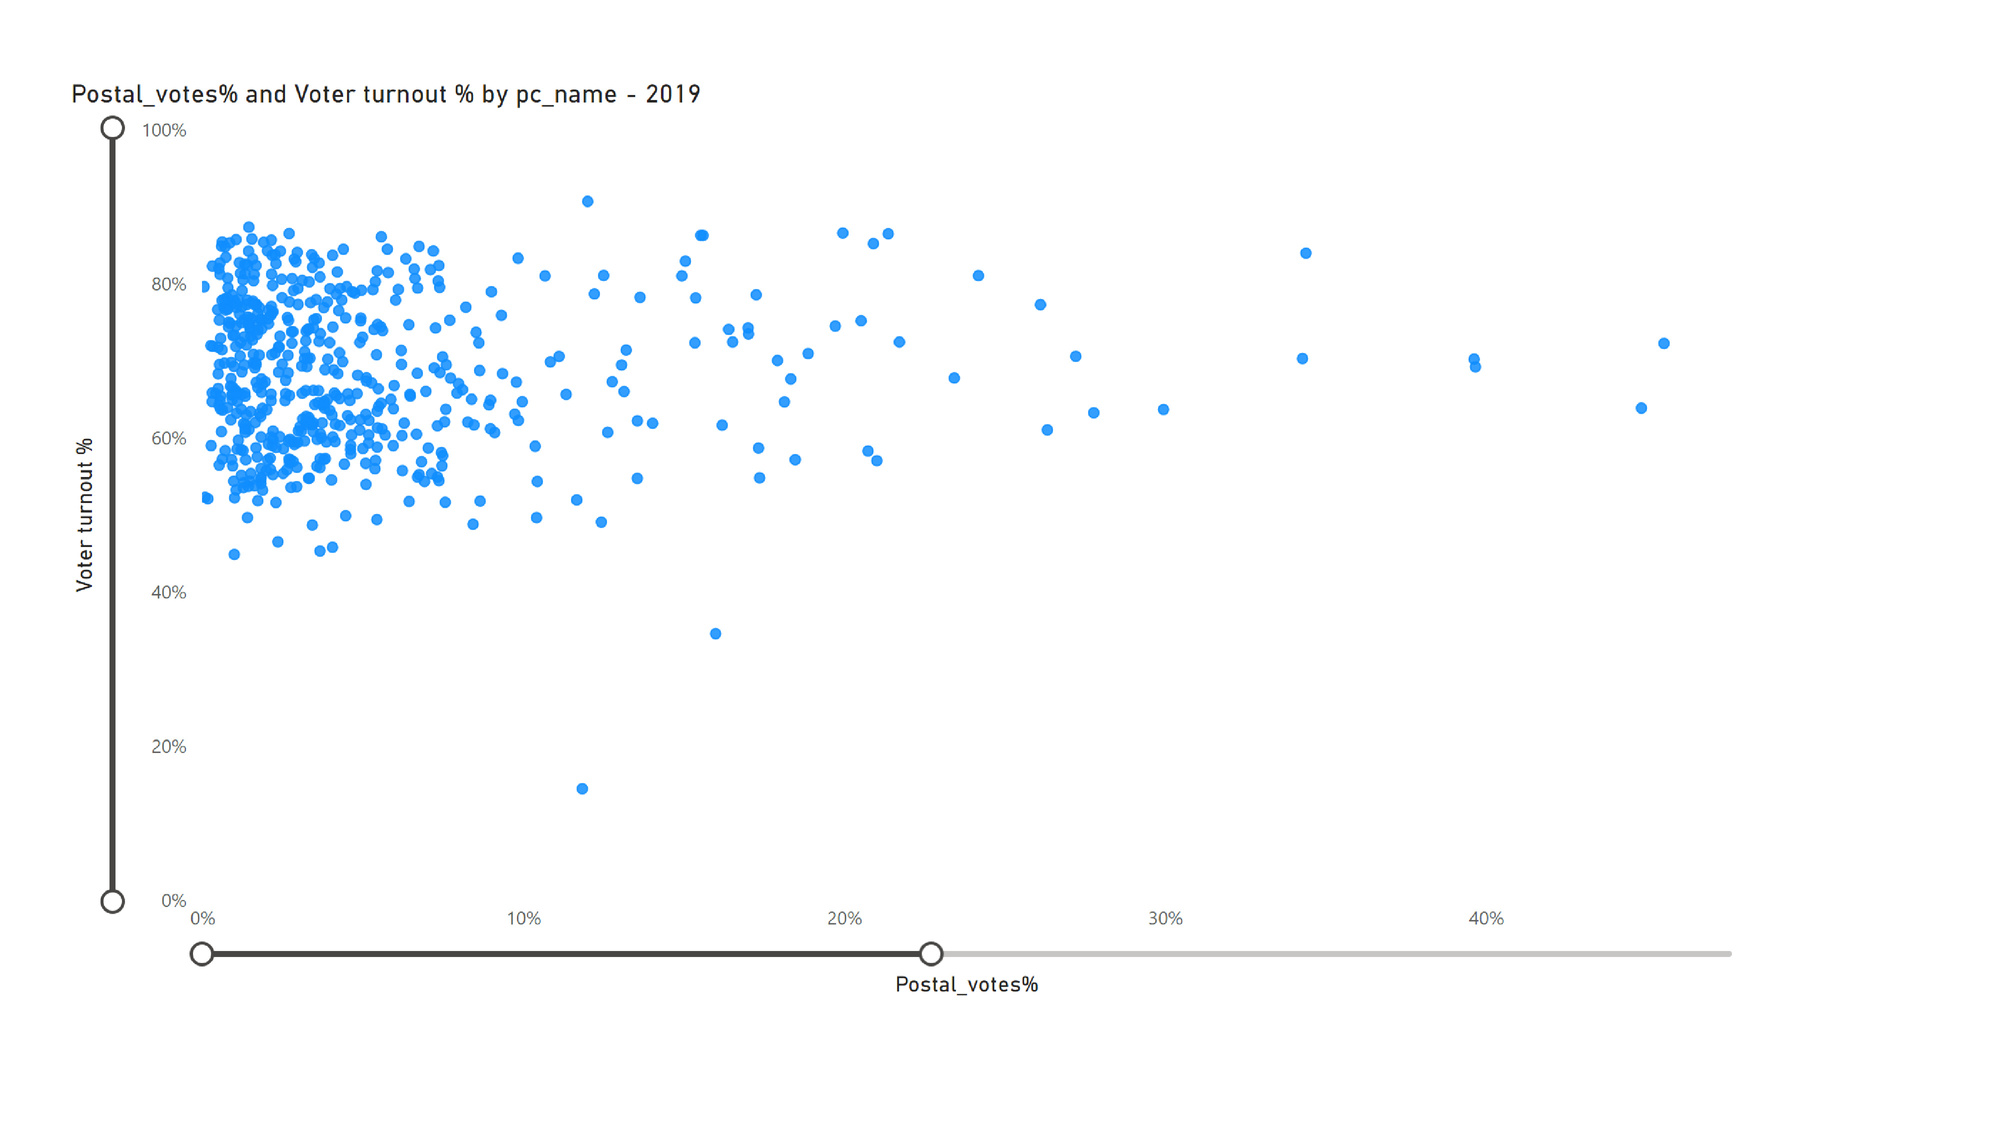 Postal_votes% and Voter turnout % by pc_name - 2019
100%
80%
60%
40%
20%
0%
Voter turnout %
0% 10% 20% 30% 40%
Postal_votes%